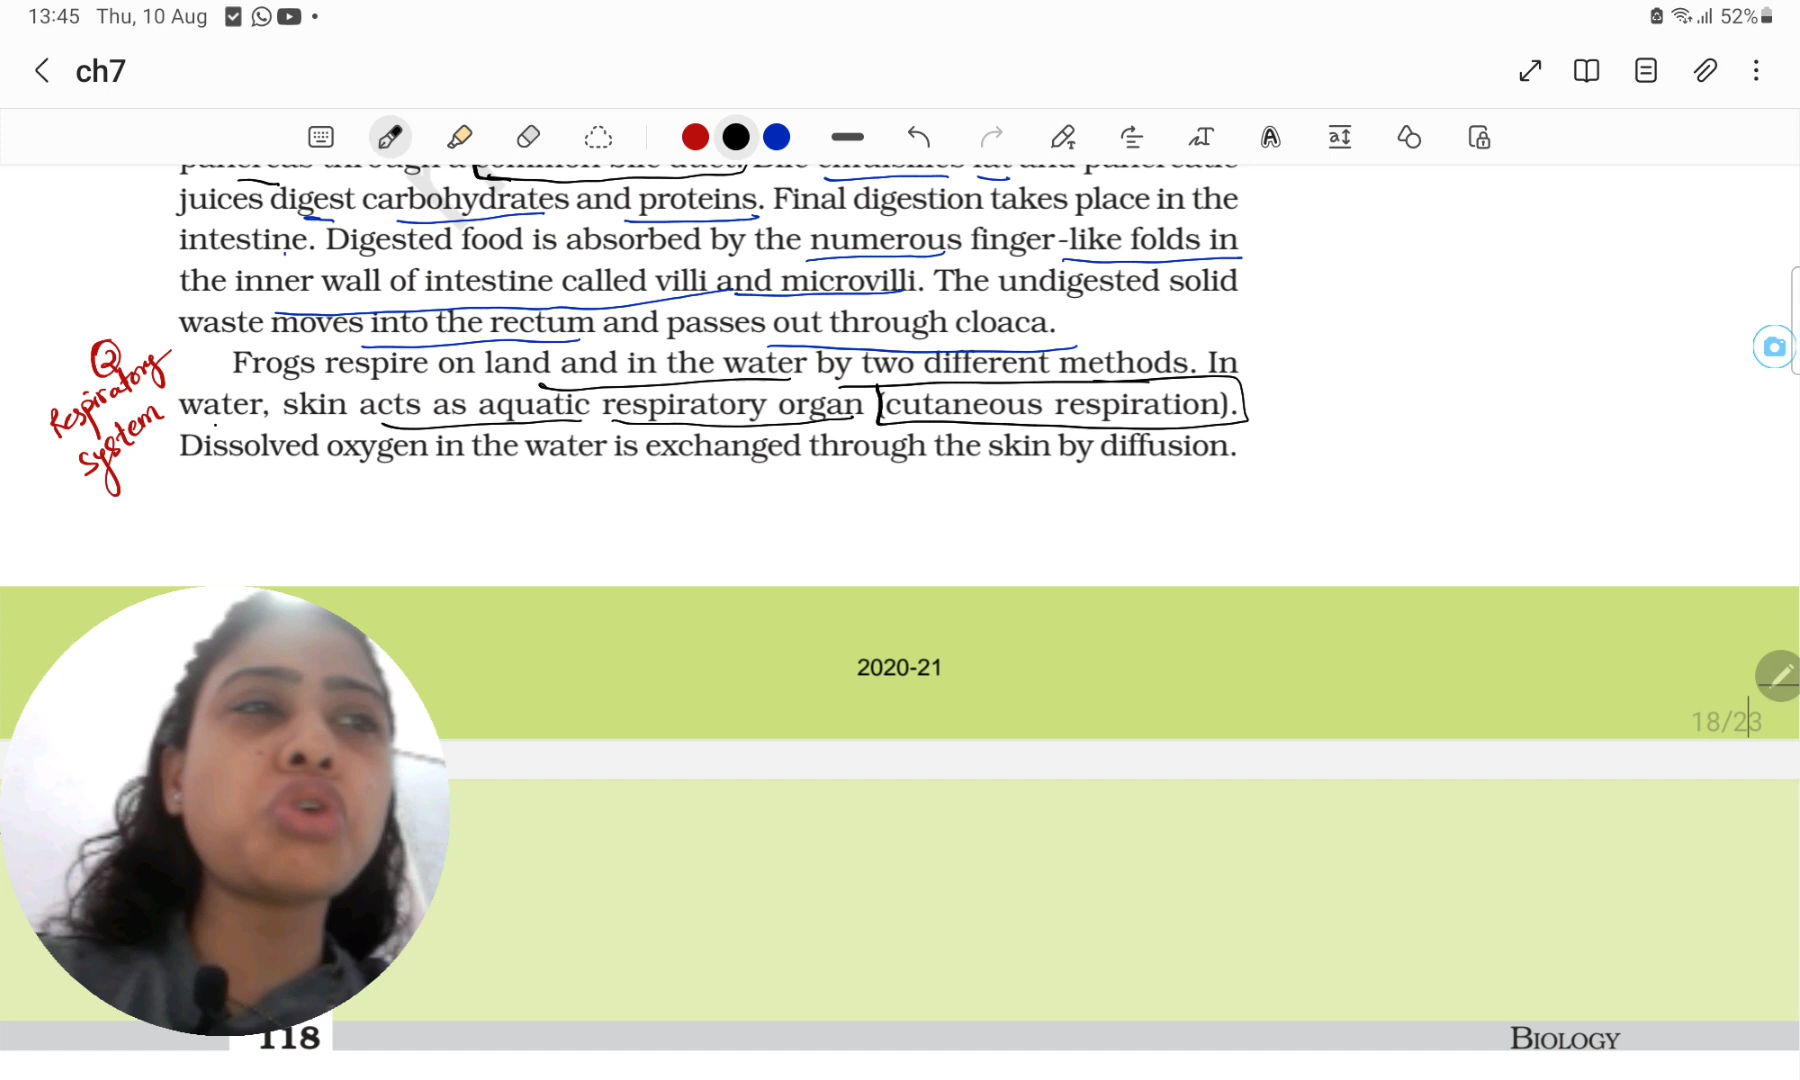 13:45 Thu, 10 Aug
52%
ch7
juices digest carbohydrates and proteins. Final digestion takes place in the
intestine. Digested food is absorbed by the numerous finger-like folds in
the inner wall of intestine called villi and microvilli. The undigested solid
waste moves into the rectum and passes out through cloaca.
Frogs respire on land and in the water by two different methods. In
water, skin acts as aquatic respiratory organ (cutaneous respiration).
Dissolved oxygen in the water is exchanged through the skin by diffusion.
Respiratory
system
2020-21
18/23
118
BIOLOGY